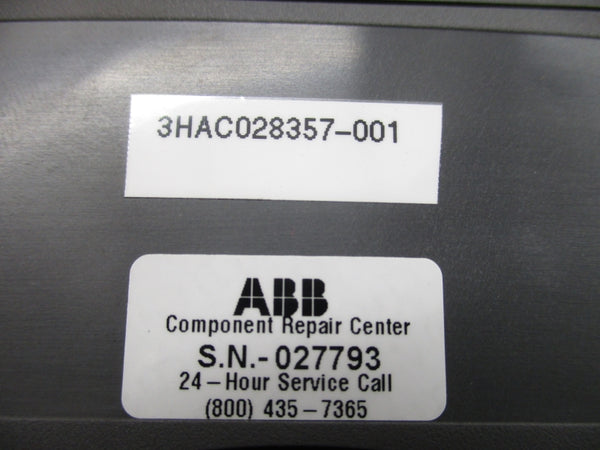 3HAC028357-001
ABB
Component Repair Center
S.N.-027793
24-Hour Service Call
(800) 435-7365